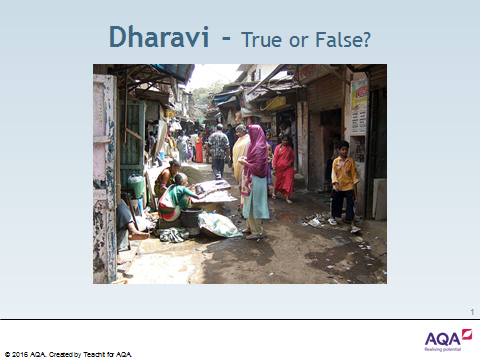 Dharavi - True or False?
1
© 2016 AQA. Created by Teachit for AQA.
AQA
Realising potential